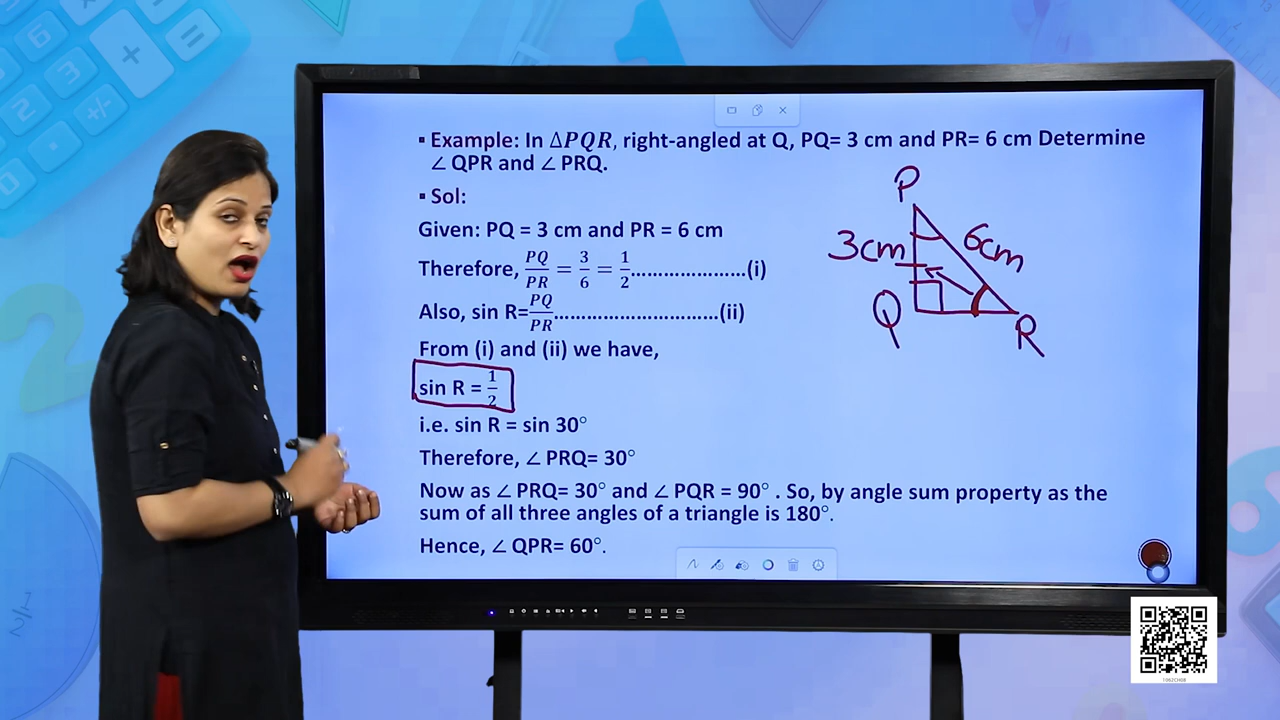 ▪ Example: In ΔPQR, right-angled at Q, PQ= 3 cm and PR= 6 cm Determine
∠ QPR and ∠ PRQ.
▪ Sol:
Given: PQ = 3 cm and PR = 6 cm
Therefore, PQ/PR = 3/6 = 1/2.....................(i)
Also, sin R=PQ/PR.............................(ii)
From (i) and (ii) we have,
sin R = 1/2
i.e. sin R = sin 30°
Therefore, ∠ PRQ= 30°
Now as ∠ PRQ= 30° and ∠ PQR = 90° . So, by angle sum property as the
sum of all three angles of a triangle is 180°.
Hence, ∠ QPR= 60°.
P
3cm
6cm
Q
R
1062CH08